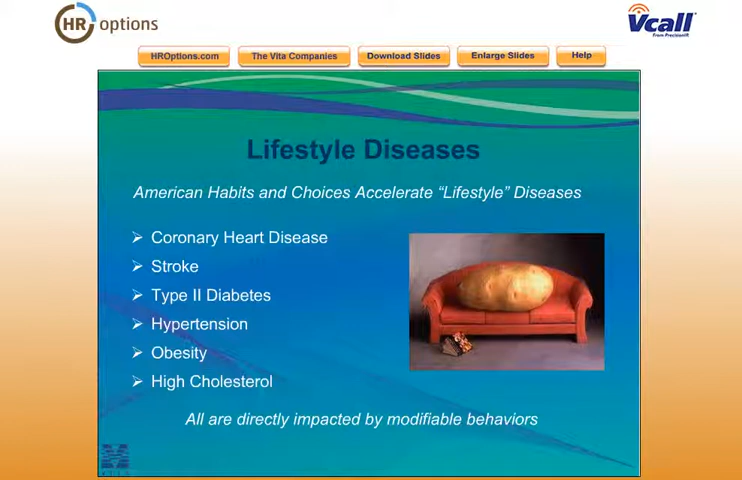 HR options
Vcall
From Precision®
HROptions.com
The Vita Companies
Download Slides
Enlarge Slides
Help
Lifestyle Diseases
American Habits and Choices Accelerate “Lifestyle” Diseases
Coronary Heart Disease
Stroke
Type II Diabetes
Hypertension
Obesity
High Cholesterol
All are directly impacted by modifiable behaviors